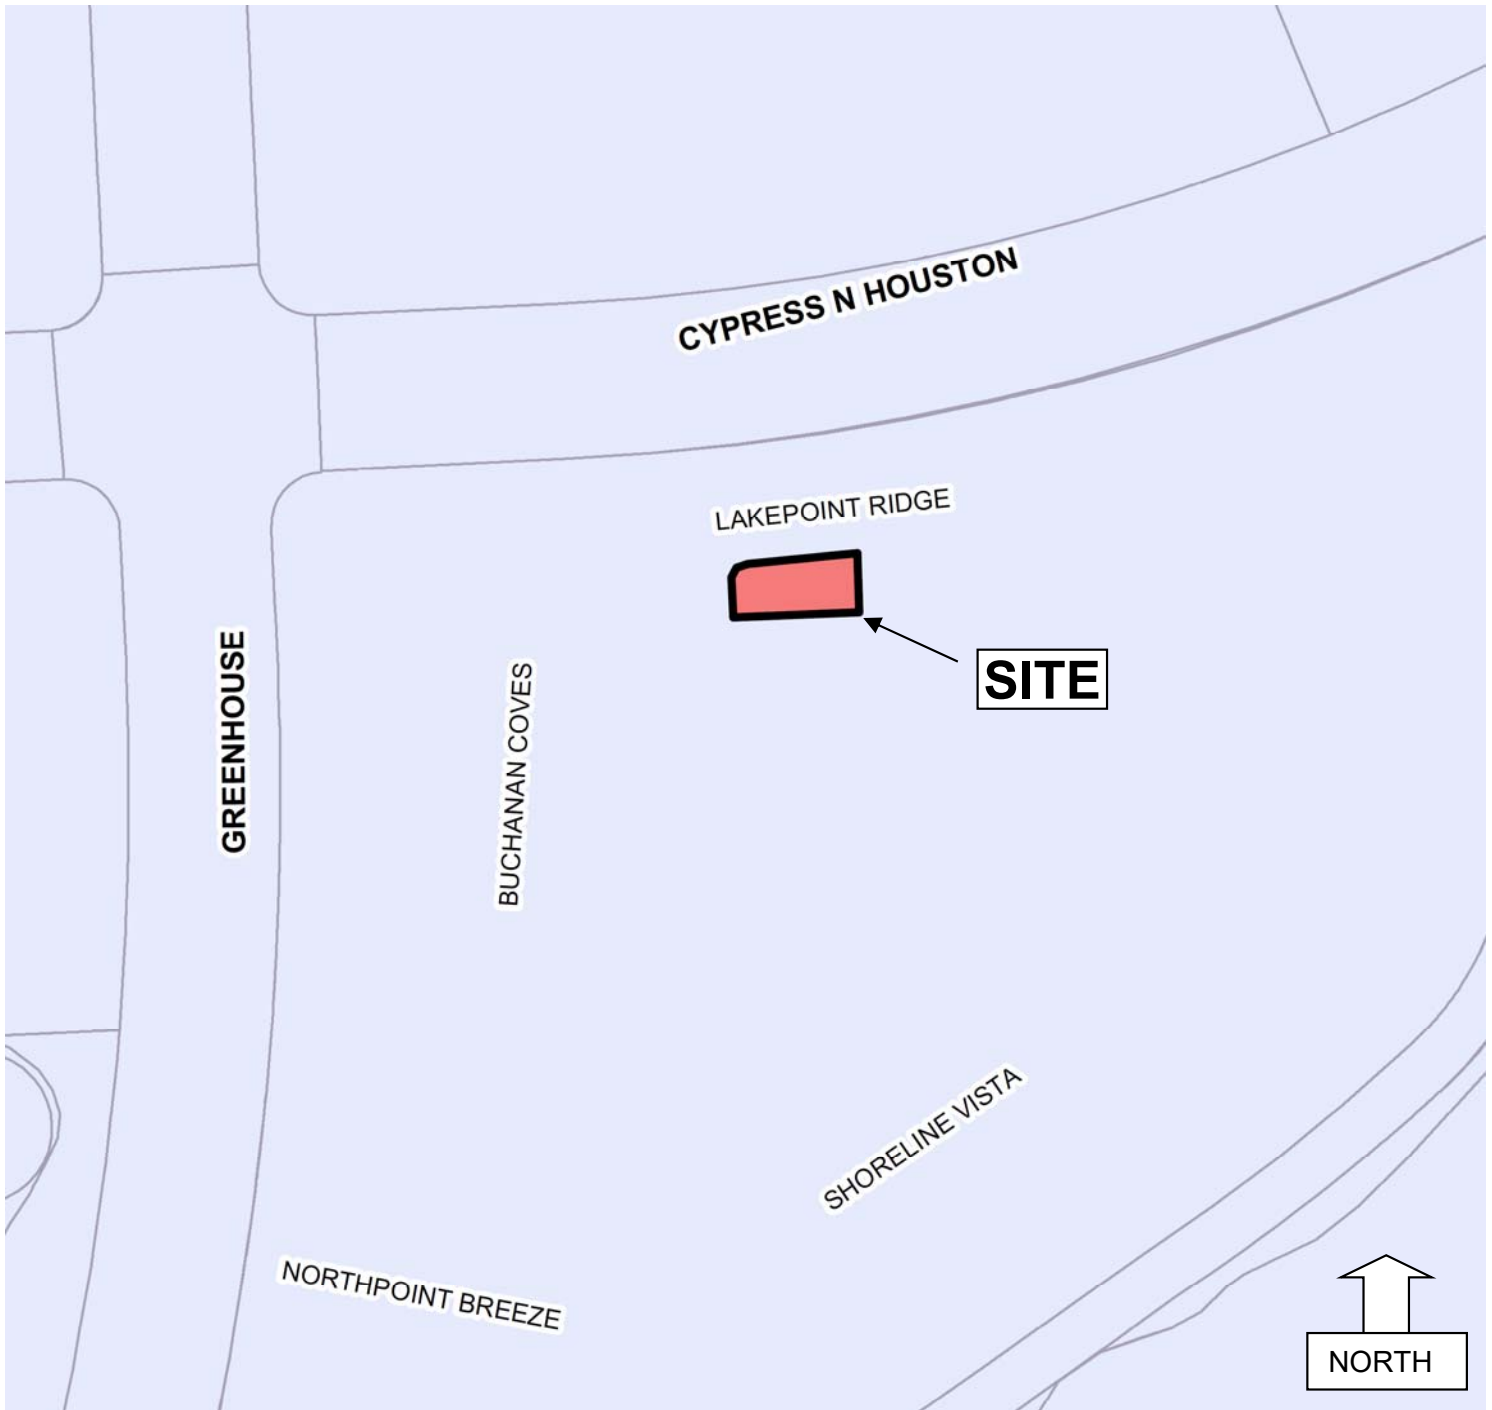 CYPRESS N HOUSTON
LAKEPOINT RIDGE
SITE
GREENHOUSE
BUCHANAN COVES
SHORELINE VISTA
NORTHPOINT BREEZE
NORTH